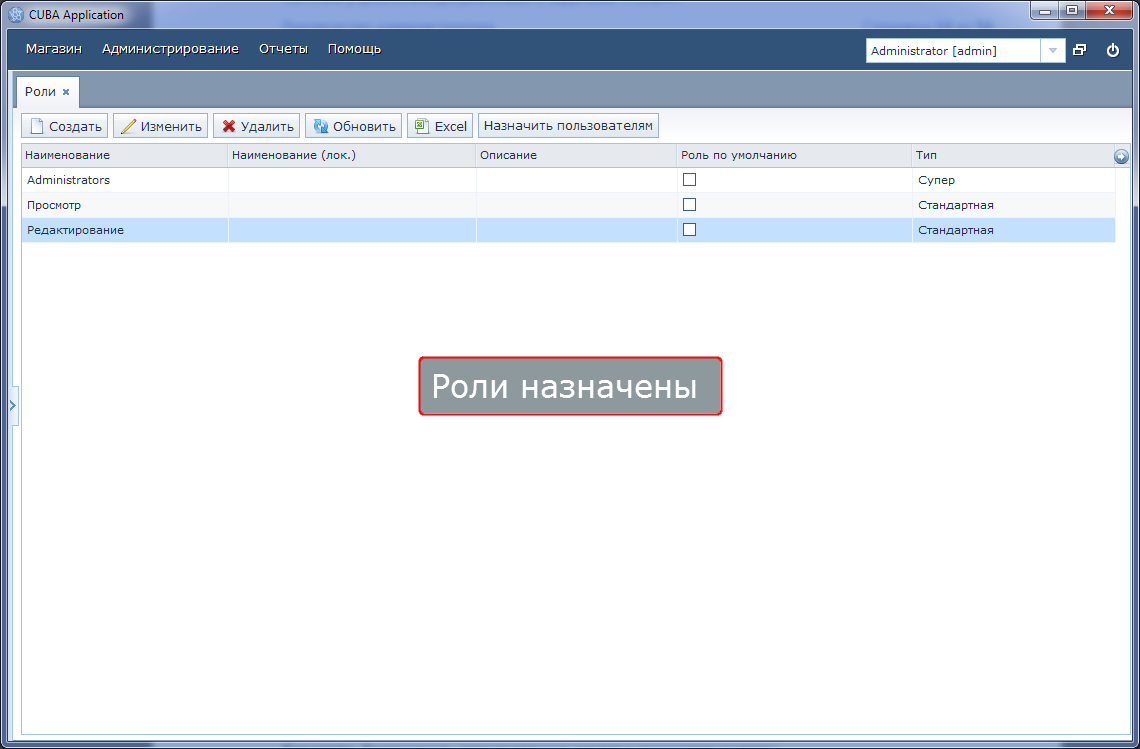 CUBA Application
Магазин Администрирование Отчеты Помощь Administrator [admin]
Роли
Создать Изменить Удалить Обновить Excel Назначить пользователям
Наименование Наименование (лок.) Описание Роль по умолчанию Тип
Administrators Супер
Просмотр Стандартная
Редактирование Стандартная
Роли назначены